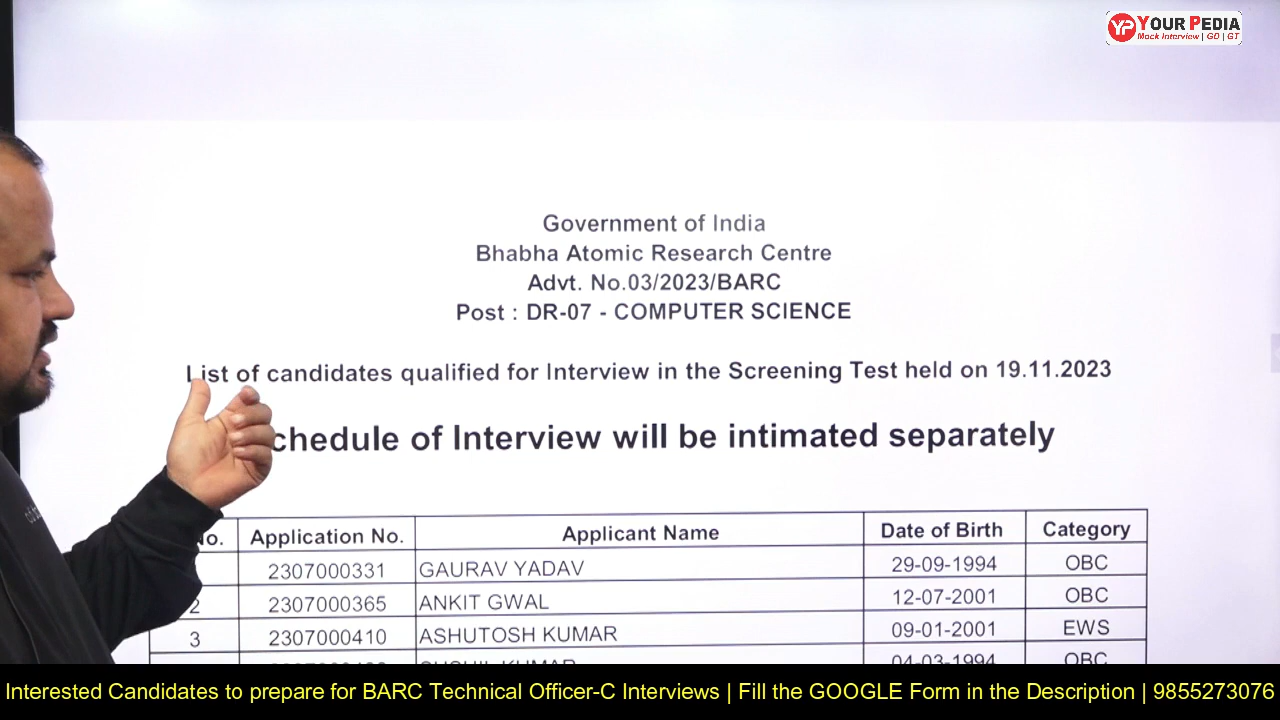 YP YOUR PEDIA
Mock Interview | GD | GT
Government of India
Bhabha Atomic Research Centre
Advt. No.03/2023/BARC
Post : DR-07 - COMPUTER SCIENCE
List of candidates qualified for Interview in the Screening Test held on 19.11.2023
chedule of Interview will be intimated separately
No. Application No. Applicant Name Date of Birth Category
2307000331 GAURAV YADAV 29-09-1994 OBC
2 2307000365 ANKIT GWAL 12-07-2001 OBC
3 2307000410 ASHUTOSH KUMAR 09-01-2001 EWS
SUSHIL KUMAR 04-03-1994 OBC
Interested Candidates to prepare for BARC Technical Officer-C Interviews | Fill the GOOGLE Form in the Description | 9855273076